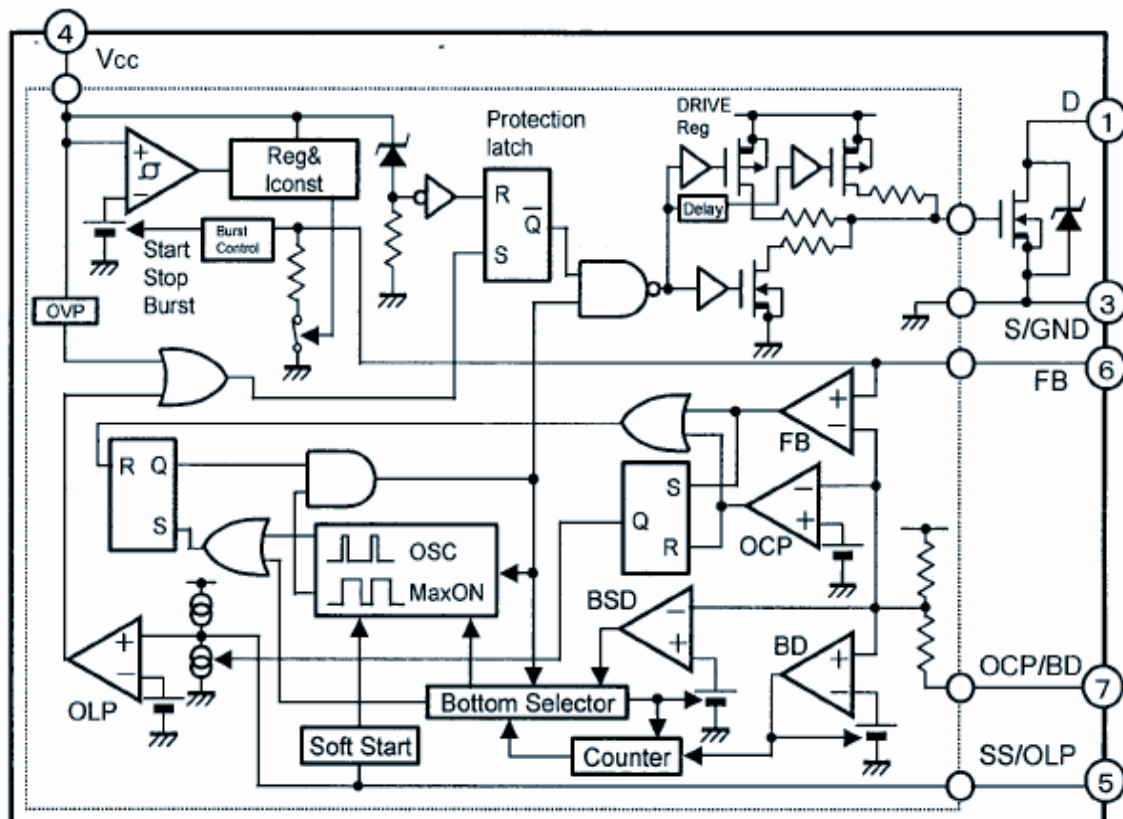 4
Vcc
DRIVE
Reg
D
1
Protection
latch
Reg&
Iconst
+
−
R
Q
S
Delay
Burst
Control
Start
Stop
Burst
OVP
3
S/GND
6
FB
+
−
FB
R
Q
S
S
Q
R
−
+
OCP
OSC
MaxON
BSD
−
+
BD
+
−
+
−
OLP
OCP/BD
7
Bottom Selector
Soft Start
Counter
SS/OLP
5